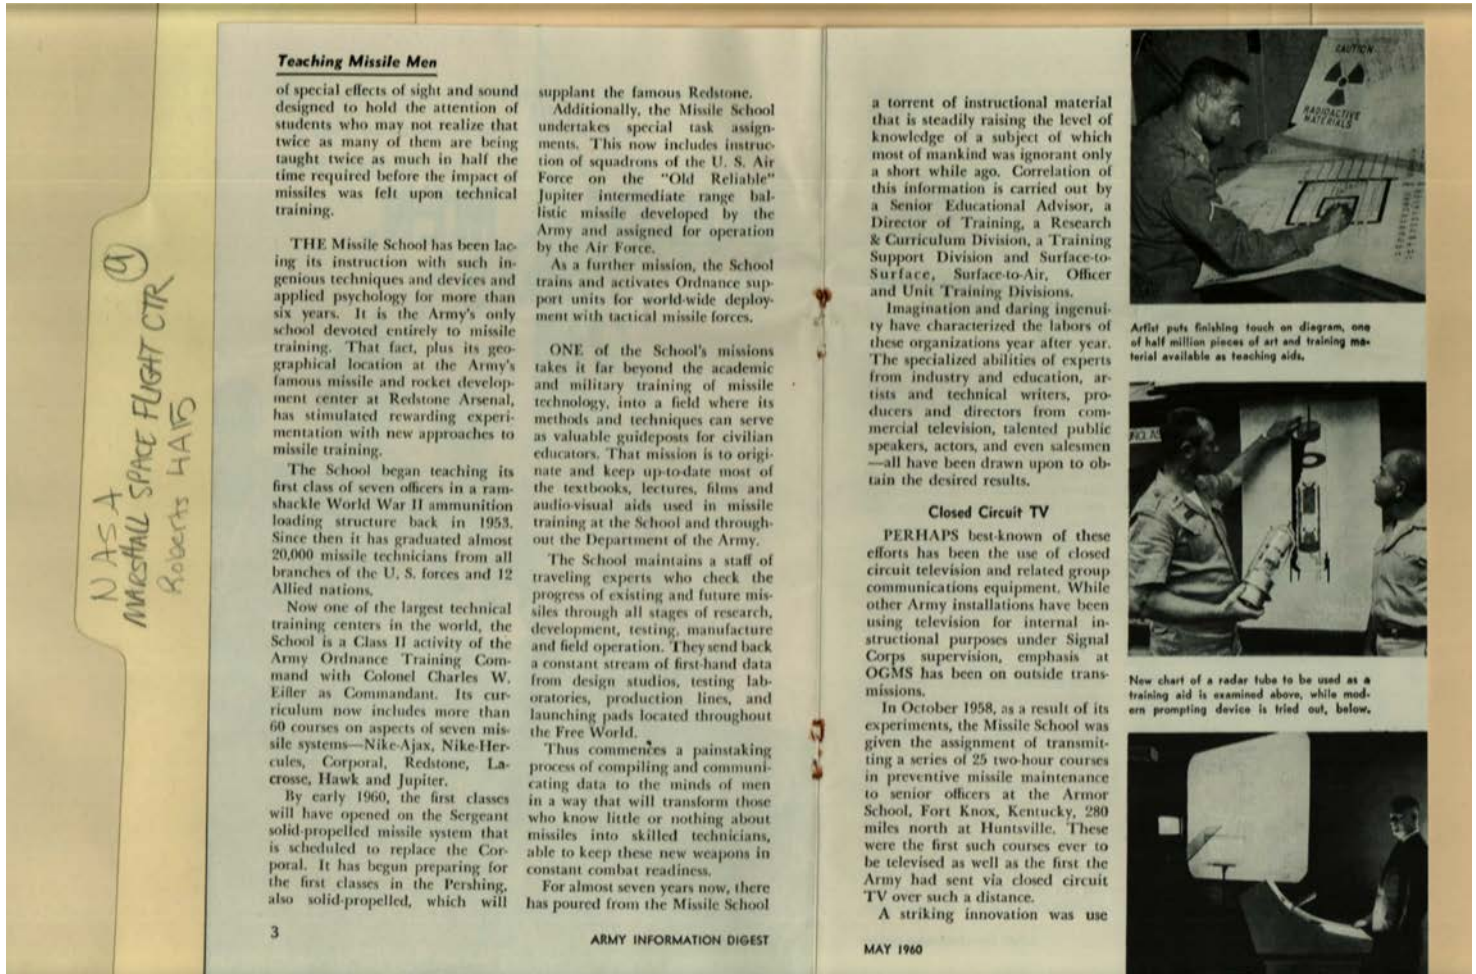 NASA
MARSHALL SPACE FLIGHT CTR
9
Roberts HAP5
Teaching Missile Men
of special effects of sight and sound
designed to hold the attention of
students who may not realize that
twice as many of them are being
taught twice as much in half the
time required before the impact of
missiles was felt upon technical
training.
THE Missile School has been lac-
ing its instruction with such in-
genious techniques and devices and
applied psychology for more than
six years. It is the Army's only
school devoted entirely to missile
training. That fact, plus its geo-
graphical location at the Army's
famous missile and rocket develop-
ment center at Redstone Arsenal,
has stimulated rewarding experi-
mentation with new approaches to
missile training.
The School began teaching its
first class of seven officers in a ram-
shackle World War II ammunition
loading structure back in 1953.
Since then it has graduated almost
20,000 missile technicians from all
branches of the U. S. forces and 12
Allied nations.
Now one of the largest technical
training centers in the world, the
School is a Class II activity of the
Army Ordnance Training Com-
mand with Colonel Charles W.
Eifler as Commandant. Its cur-
riculum now includes more than
60 courses on aspects of seven mis-
sile systems—Nike-Ajax, Nike-Her-
cules, Corporal, Redstone, La-
crosse, Hawk and Jupiter.
By early 1960, the first classes
will have opened on the Sergeant
solid-propelled missile system that
is scheduled to replace the Cor-
poral. It has begun preparing for
the first classes in the Pershing,
also solid-propelled, which will
3
supplant the famous Redstone.
Additionally, the Missile School
undertakes special task assign-
ments. This now includes instruc-
tion of squadrons of the U. S. Air
Force on the "Old Reliable"
Jupiter intermediate range bal-
listic missile developed by the
Army and assigned for operation
by the Air Force.
As a further mission, the School
trains and activates Ordnance sup-
port units for world-wide deploy-
ment with tactical missile forces.
ONE of the School's missions
takes it far beyond the academic
and military training of missile
technology, into a field where its
methods and techniques can serve
as valuable guideposts for civilian
educators. That mission is to origi-
nate and keep up-to-date most of
the textbooks, lectures, films and
audio-visual aids used in missile
training at the School and through-
out the Department of the Army.
The School maintains a staff of
traveling experts who check the
progress of existing and future mis-
siles through all stages of research,
development, testing, manufacture
and field operation. They send back
a constant stream of first-hand data
from design studios, testing lab-
oratories, production lines, and
launching pads located throughout
the Free World.
Thus commences a painstaking
process of compiling and communi-
cating data to the minds of men
in a way that will transform those
who know little or nothing about
missiles into skilled technicians,
able to keep these new weapons in
constant combat readiness.
For almost seven years now, there
has poured from the Missile School
ARMY INFORMATION DIGEST
a torrent of instructional material
that is steadily raising the level of
knowledge of a subject of which
most of mankind was ignorant only
a short while ago. Correlation of
this information is carried out by
a Senior Educational Advisor, a
Director of Training, a Research
& Curriculum Division, a Training
Support Division and Surface-to-
Surface, Surface-to-Air, Officer
and Unit Training Divisions.
Imagination and daring ingenui-
ty have characterized the labors of
these organizations year after year.
The specialized abilities of experts
from industry and education, ar-
tists and technical writers, pro-
ducers and directors from com-
mercial television, talented public
speakers, actors, and even salesmen
—all have been drawn upon to ob-
tain the desired results.
Closed Circuit TV
PERHAPS best-known of these
efforts has been the use of closed
circuit television and related group
communications equipment. While
other Army installations have been
using television for internal in-
structional purposes under Signal
Corps supervision, emphasis at
OGMS has been on outside trans-
missions.
In October 1958, as a result of its
experiments, the Missile School was
given the assignment of transmit-
ting a series of 25 two-hour courses
in preventive missile maintenance
to senior officers at the Armor
School, Fort Knox, Kentucky, 280
miles north at Huntsville. These
were the first such courses ever to
be televised as well as the first the
Army had sent via closed circuit
TV over such a distance.
A striking innovation was use
MAY 1960
CAUTION
RADIOACTIVE
MATERIALS
Artist puts finishing touch on diagram, one
of half million pieces of art and training ma-
terial available as teaching aids.
New chart of a radar tube to be used as a
training aid is examined above, while mod-
ern prompting device is tried out, below.